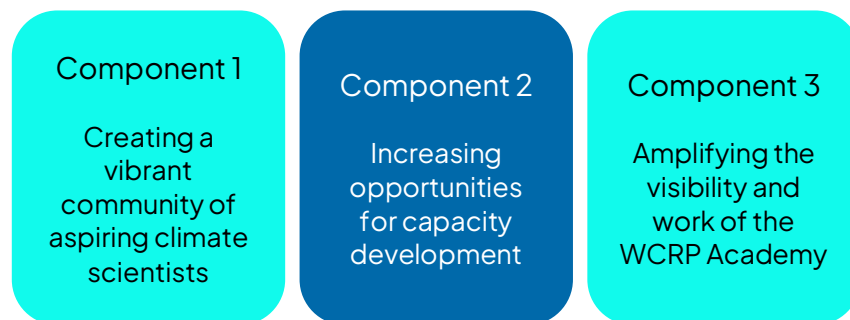 Component 1
Creating a
vibrant
community of
aspiring climate
scientists
Component 2
Increasing
opportunities
for capacity
development
Component 3
Amplifying the
visibility and
work of the
WCRP Academy